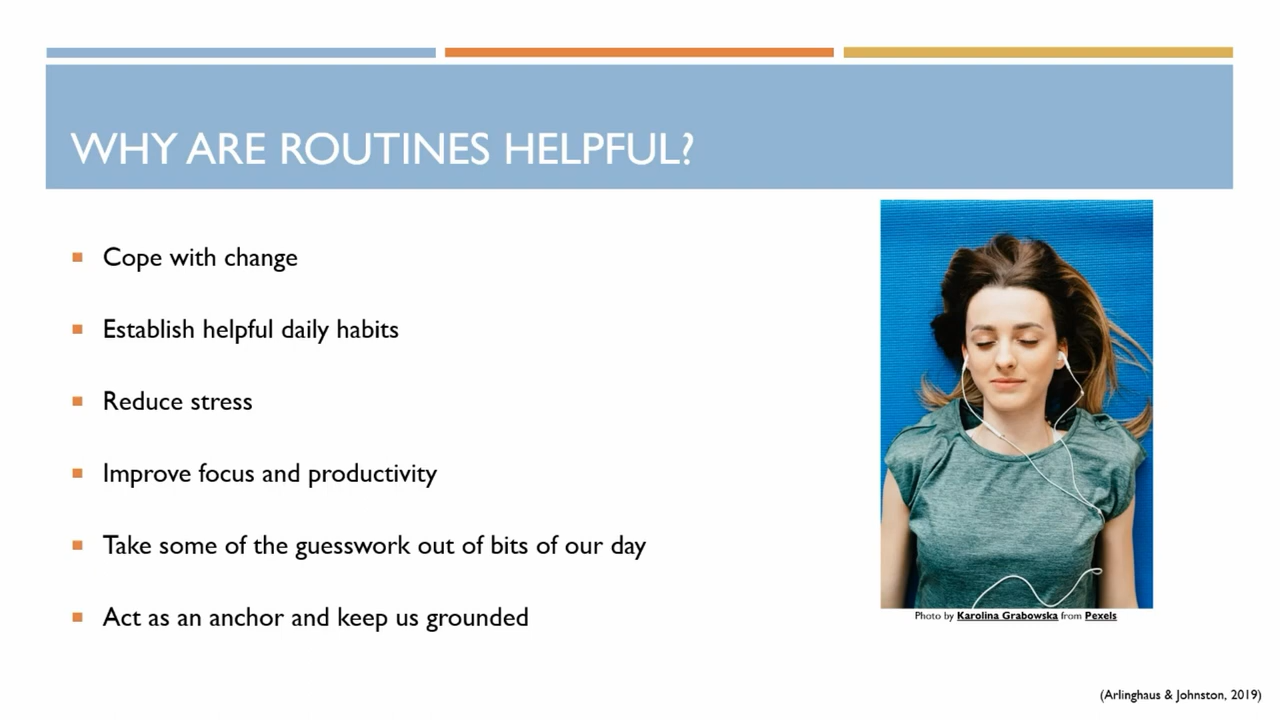 WHY ARE ROUTINES HELPFUL?
Cope with change
Establish helpful daily habits
Reduce stress
Improve focus and productivity
Take some of the guesswork out of bits of our day
Act as an anchor and keep us grounded
Photo by Karolina Grabowska from Pexels
(Arlinghaus & Johnston, 2019)